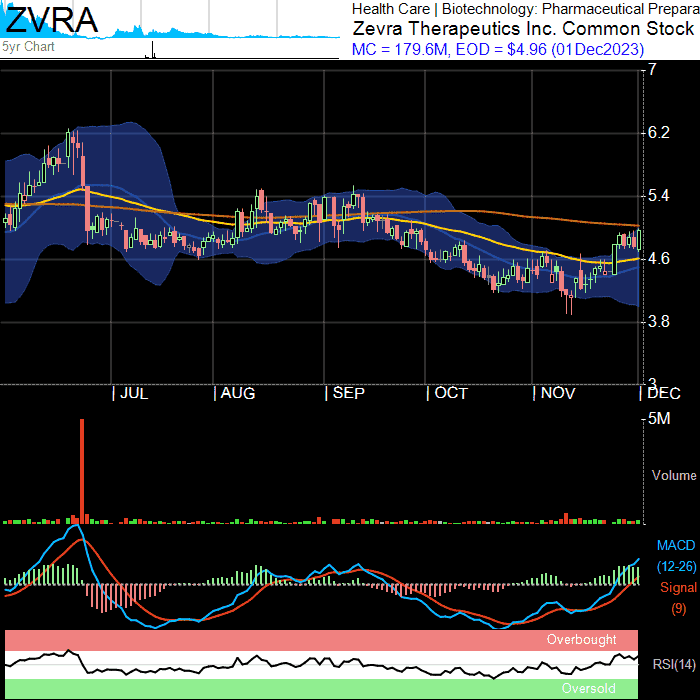 ZVRA
5yr Chart
Health Care | Biotechnology: Pharmaceutical Prepara
Zevra Therapeutics Inc. Common Stock
MC = 179.6M, EOD = $4.96 (01Dec2023)
7
6.2
5.4
4.6
3.8
3
JUL AUG SEP OCT NOV DEC
5M
Volume
MACD
(12-26)
Signal
(9)
Overbought
RSI(14)
Oversold